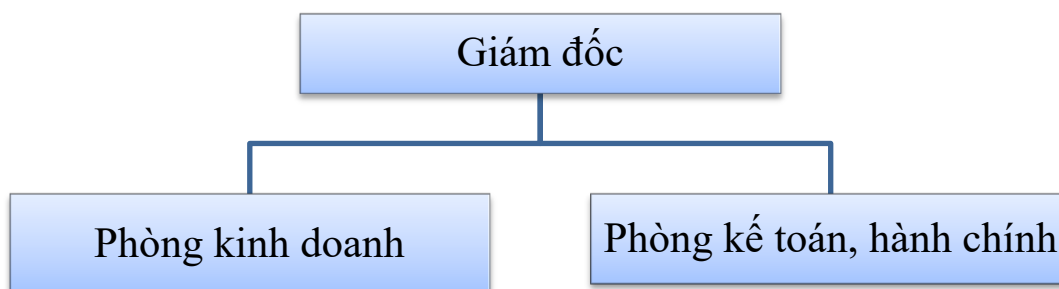 Giám đốc
Phòng kinh doanh
Phòng kế toán, hành chính